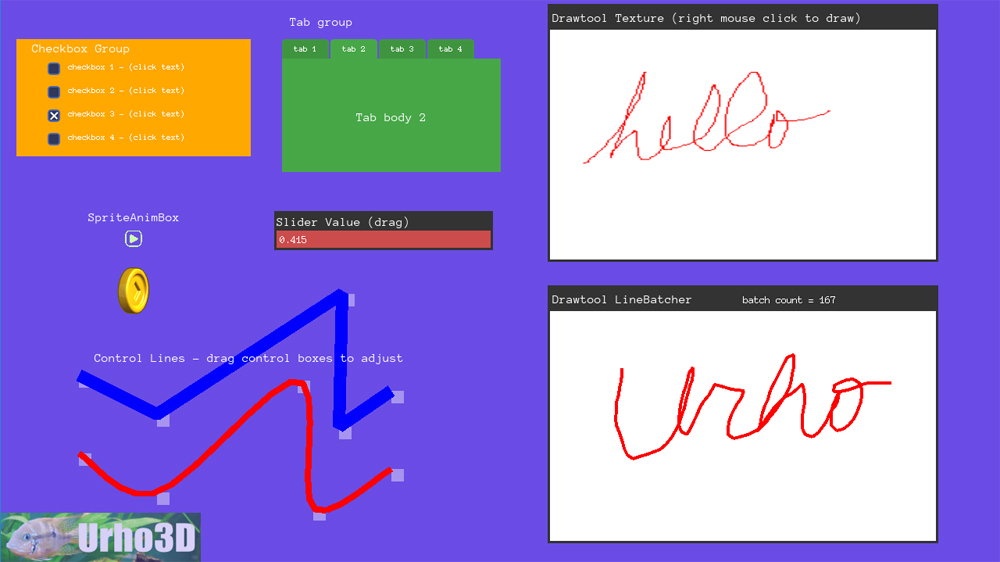 Checkbox Group
checkbox 1 - (click text)
checkbox 2 - (click text)
checkbox 3 - (click text)
checkbox 4 - (click text)
Tab group
tab 1 tab 2 tab 3 tab 4
Tab body 2
Drawtool Texture (right mouse click to draw)
hello
SpriteAnimBox
Slider Value (drag)
0.415
Drawtool LineBatcher batch count = 167
Urho
Control Lines - drag control boxes to adjust
Urho3D